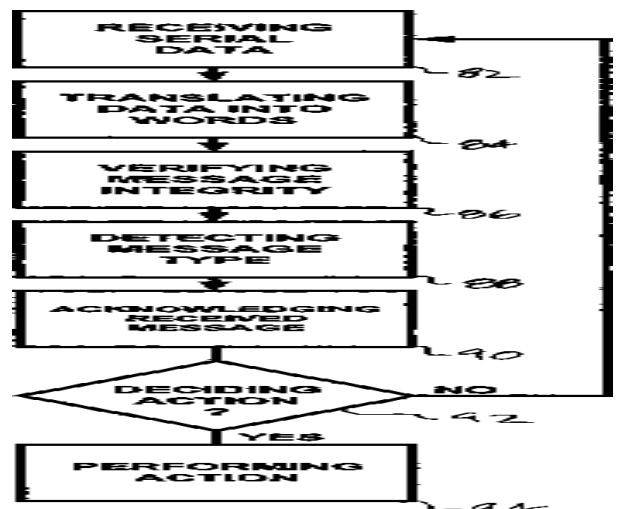 RECEIVING
SERIAL
DATA
82
TRANSLATING
DATA INTO
WORDS
84
VERIFYING
MESSAGE
INTEGRITY
86
DETECTING
MESSAGE
TYPE
88
ACKNOWLEDGING
RECEIVED
MESSAGE
90
DECIDING
ACTION
?
NO
92
YES
PERFORMING
ACTION